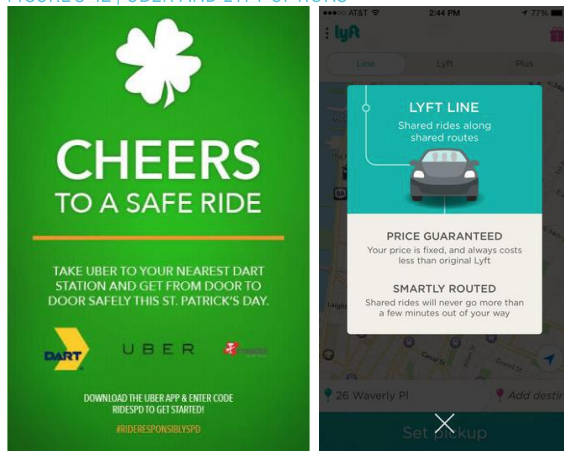 CHEERS
TO A SAFE RIDE
TAKE UBER TO YOUR NEAREST DART
STATION AND GET FROM DOOR TO
DOOR SAFELY THIS ST. PATRICK'S DAY.
DART
UBER
DOWNLOAD THE UBER APP & ENTER CODE
RIDESPD TO GET STARTED!
#RIDERESPONSIBLYSPD
AT&T 2:44 PM 77%
lyft
Line Lyft Plus
LYFT LINE
Shared rides along
shared routes
PRICE GUARANTEED
Your price is fixed, and always costs
less than original Lyft
SMARTLY ROUTED
Shared rides will never go more than
a few minutes out of your way
Canal St
Grand St
26 Waverly Pl
Add destin
Set pickup